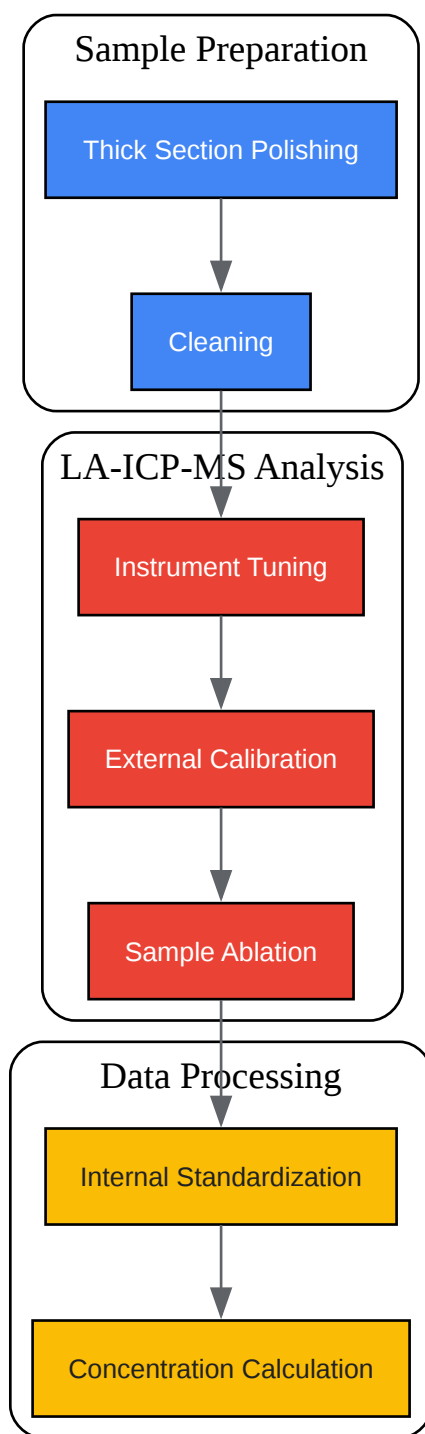 Sample Preparation
Thick Section Polishing
Cleaning
LA-ICP-MS Analysis
Instrument Tuning
External Calibration
Sample Ablation
Data Processing
Internal Standardization
Concentration Calculation